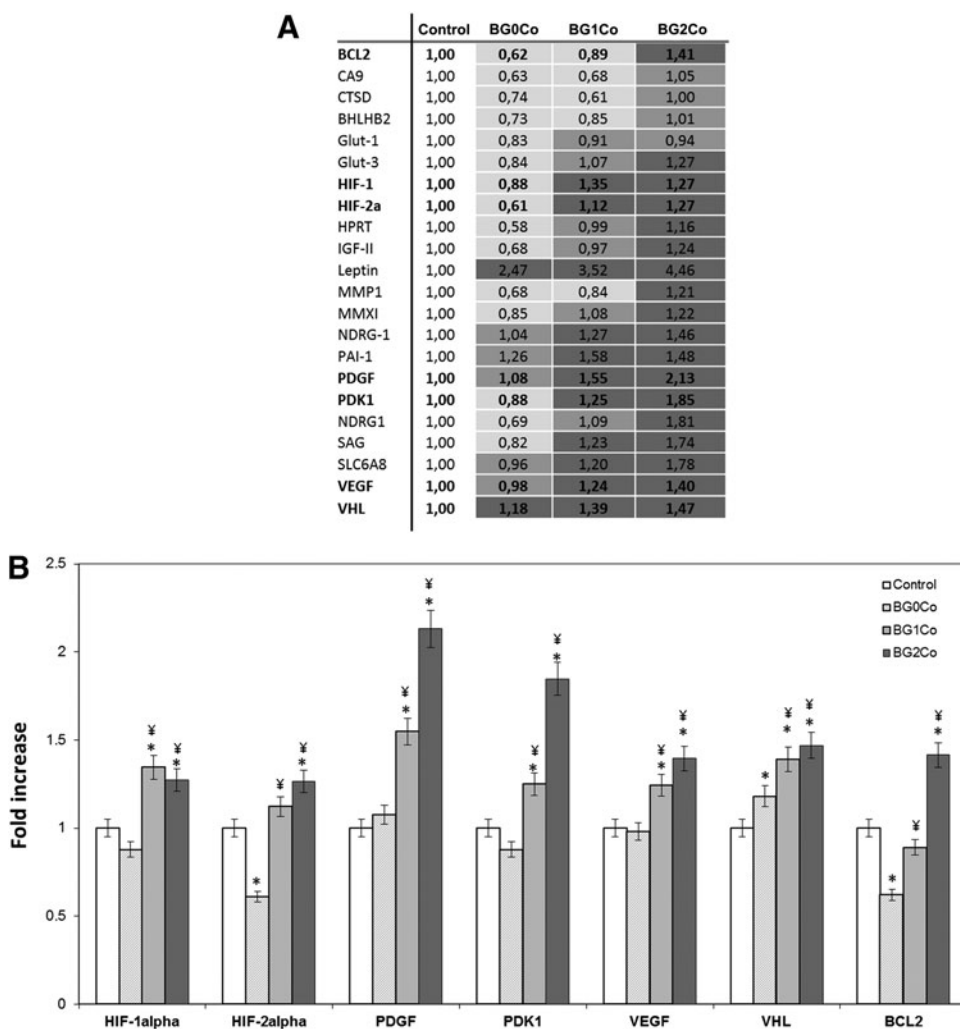 A
Control BG0Co BG1Co BG2Co
BCL2 1,00 0,62 0,89 1,41
CA9 1,00 0,63 0,68 1,05
CTSD 1,00 0,74 0,61 1,00
BHLHB2 1,00 0,73 0,85 1,01
Glut-1 1,00 0,83 0,91 0,94
Glut-3 1,00 0,84 1,07 1,27
HIF-1 1,00 0,88 1,35 1,27
HIF-2a 1,00 0,61 1,12 1,27
HPRT 1,00 0,58 0,99 1,16
IGF-II 1,00 0,68 0,97 1,24
Leptin 1,00 2,47 3,52 4,46
MMP1 1,00 0,68 0,84 1,21
MMXI 1,00 0,85 1,08 1,22
NDRG-1 1,00 1,04 1,27 1,46
PAI-1 1,00 1,26 1,58 1,48
PDGF 1,00 1,08 1,55 2,13
PDK1 1,00 0,88 1,25 1,85
NDRG1 1,00 0,69 1,09 1,81
SAG 1,00 0,82 1,23 1,74
SLC6A8 1,00 0,96 1,20 1,78
VEGF 1,00 0,98 1,24 1,40
VHL 1,00 1,18 1,39 1,47
B
Fold increase
2.5
2
1.5
1
0.5
0
Control
BG0Co
BG1Co
BG2Co
¥ ¥
* *
¥ ¥
* *
¥ ¥
* *
¥ ¥
* *
¥ ¥
* *
¥ ¥
* * *
¥ ¥
* *
HIF-1alpha HIF-2alpha PDGF PDK1 VEGF VHL BCL2